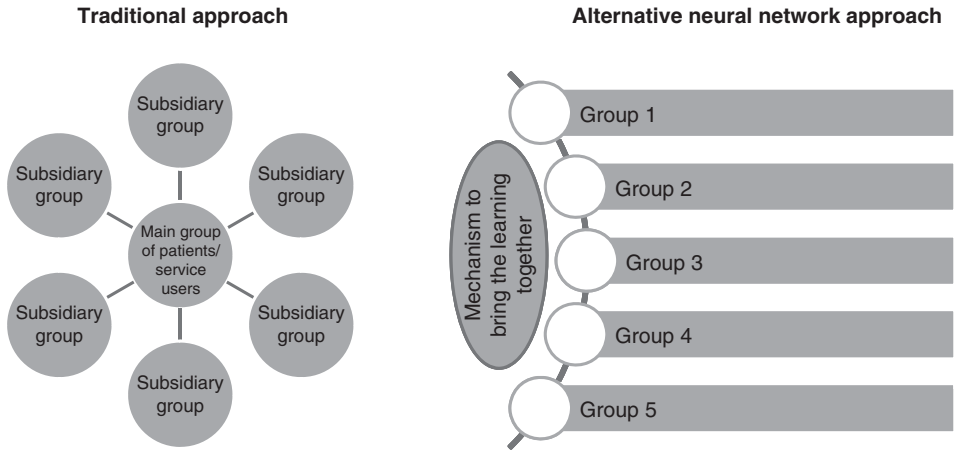 Traditional approach
Subsidiary
group
Subsidiary
group
Subsidiary
group
Main group
of patients/
service
users
Subsidiary
group
Subsidiary
group
Subsidiary
group
Alternative neural network approach
Mechanism to
bring the learning
together
Group 1
Group 2
Group 3
Group 4
Group 5